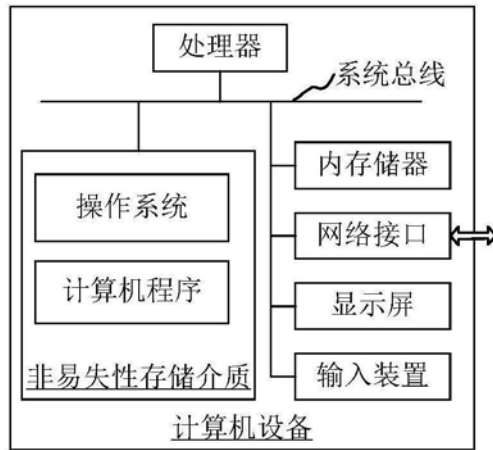 处理器
系统总线
操作系统
计算机程序
非易失性存储介质
内存储器
网络接口
显示屏
输入装置
计算机设备